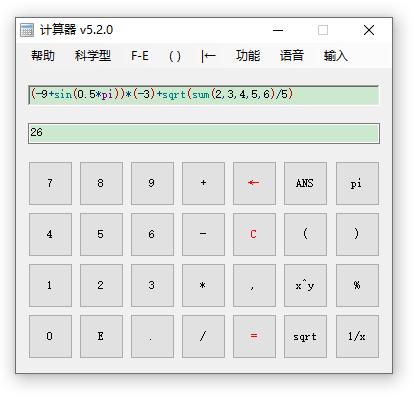 计算器 v5.2.0
帮助 科学型 F-E ( ) |← 功能 语音 输入
(-9+sin(0.5*pi))*(-3)+sqrt(sum(2,3,4,5,6)/5)
26
7 8 9 + ← ANS pi
4 5 6 - C ( )
1 2 3 * , x^y %
0 E . / = sqrt 1/x